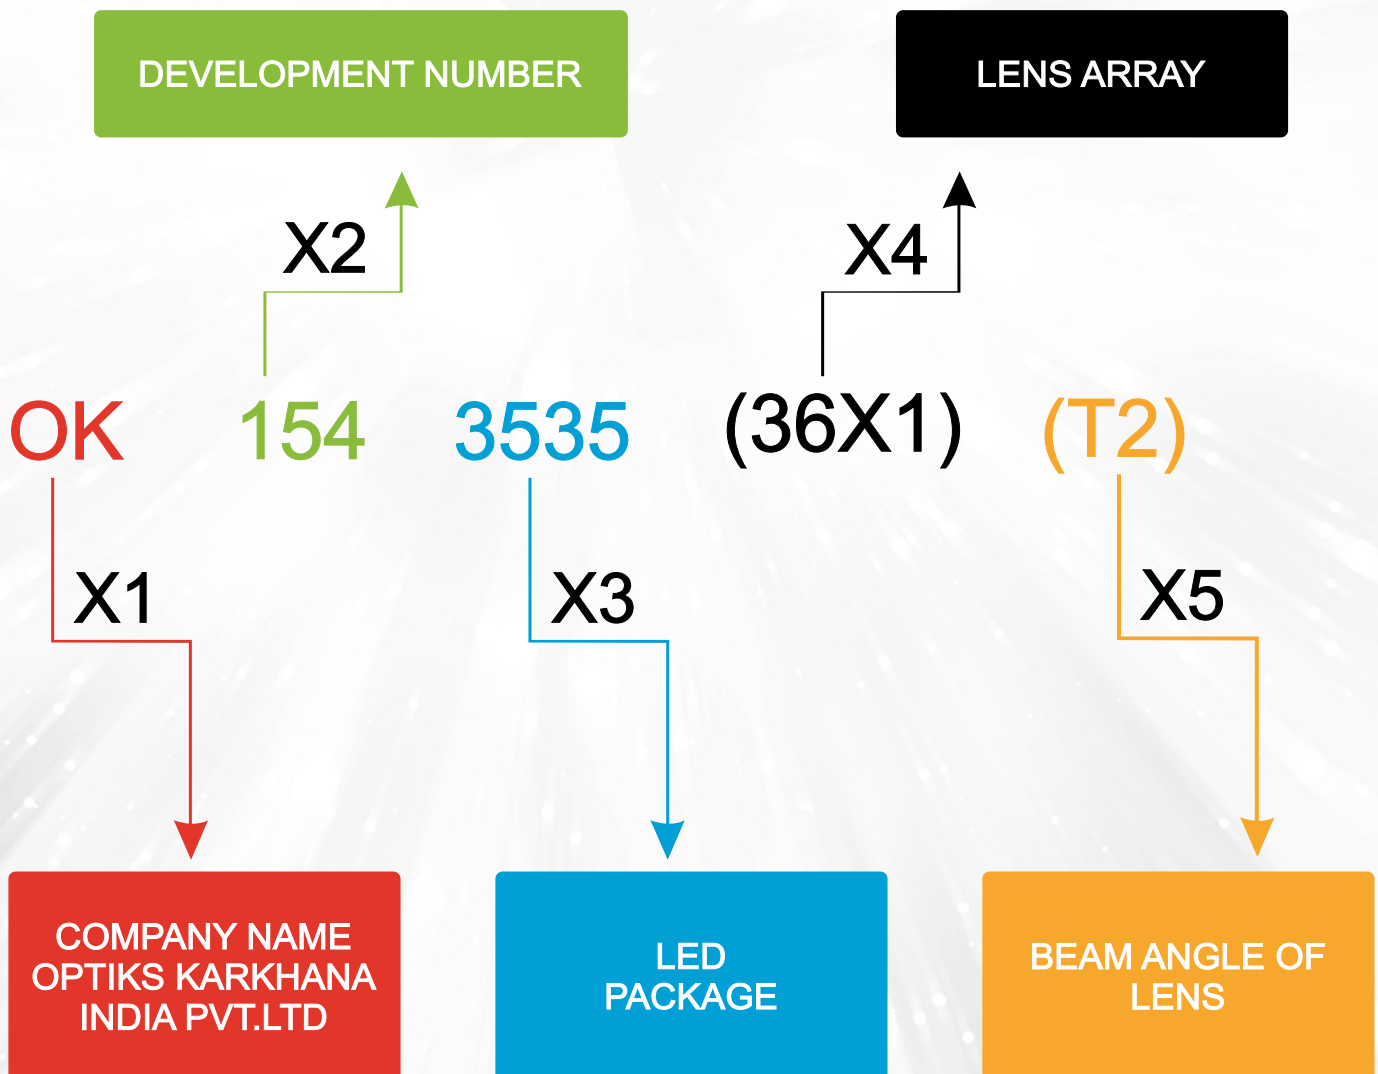 DEVELOPMENT NUMBER
LENS ARRAY
X2
X4
OK 154 3535 (36X1) (T2)
X1
X3
X5
COMPANY NAME
OPTIKS KARKHANA
INDIA PVT.LTD
LED
PACKAGE
BEAM ANGLE OF
LENS